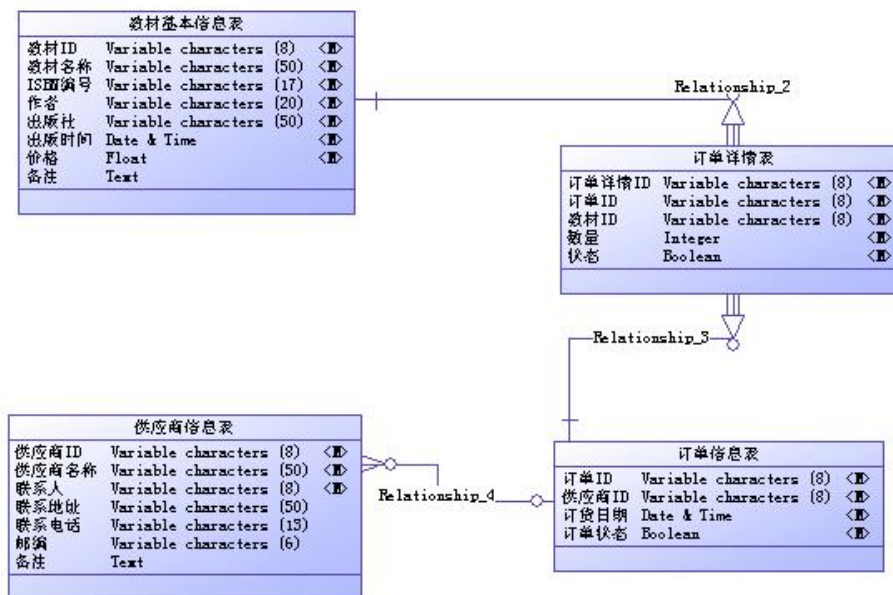 教材基本信息表
教材ID Variable characters (8) <M>
教材名称 Variable characters (50) <M>
ISBN编号 Variable characters (17) <M>
作者 Variable characters (20) <M>
出版社 Variable characters (50) <M>
出版时间 Date & Time <M>
价格 Float <M>
备注 Text
Relationship_2
订单详情表
订单详情ID Variable characters (8) <M>
订单ID Variable characters (8) <M>
教材ID Variable characters (8) <M>
数量 Integer <M>
状态 Boolean <M>
Relationship_3
供应商信息表
供应商ID Variable characters (8) <M>
供应商名称 Variable characters (50) <M>
联系人 Variable characters (8) <M>
联系地址 Variable characters (50)
联系电话 Variable characters (13)
邮编 Variable characters (6)
备注 Text
Relationship_4
订单信息表
订单ID Variable characters (8) <M>
供应商ID Variable characters (8) <M>
订货日期 Date & Time <M>
订单状态 Boolean <M>